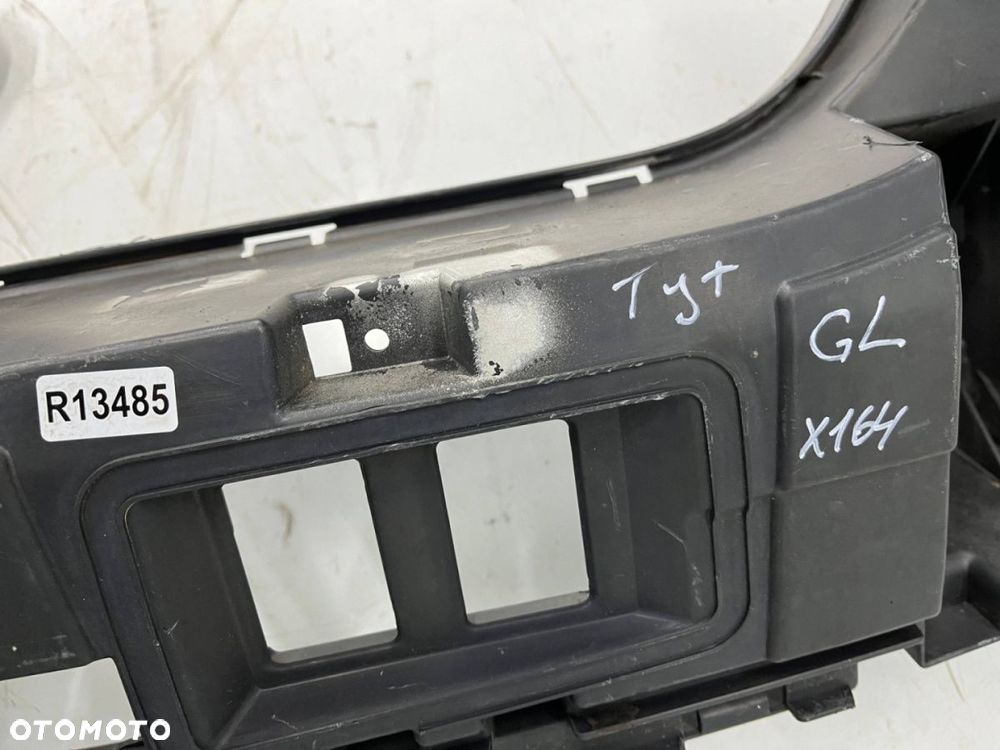 Tył
GL
X164
R13485
OTOMOTO